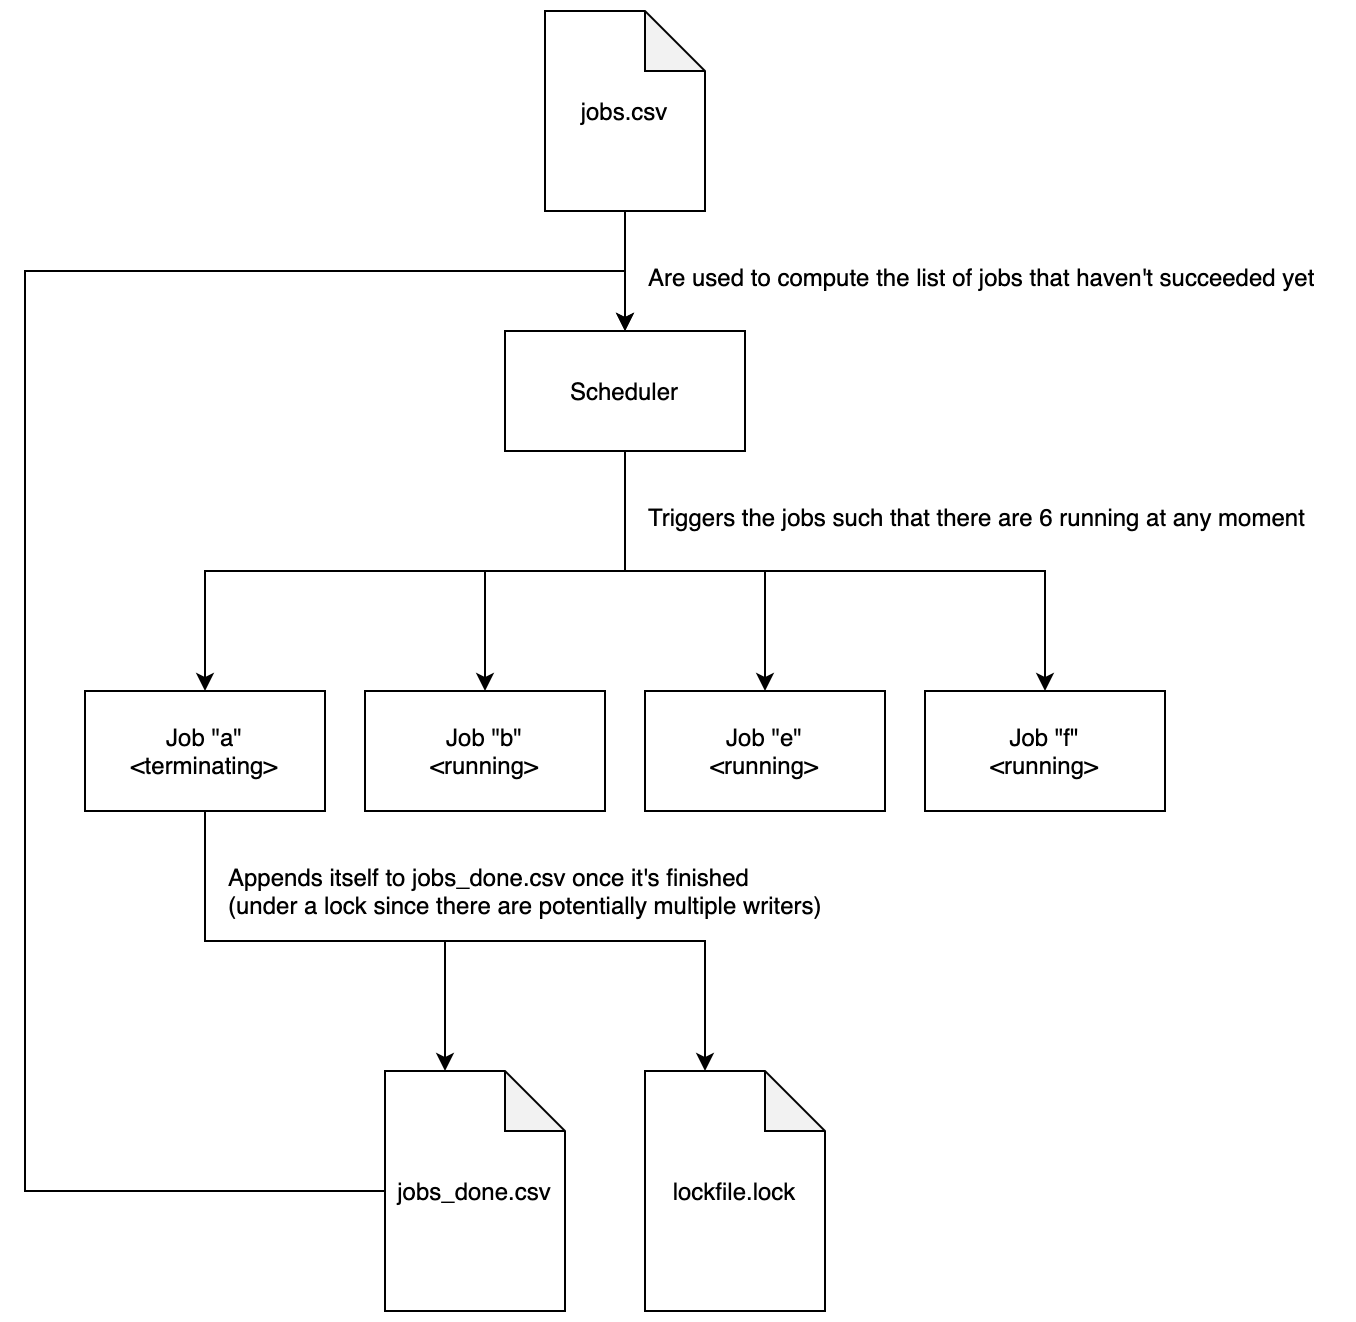 jobs.csv
Are used to compute the list of jobs that haven't succeeded yet
Scheduler
Triggers the jobs such that there are 6 running at any moment
Job "a"
<terminating>
Job "b"
<running>
Job "e"
<running>
Job "f"
<running>
Appends itself to jobs_done.csv once it's finished
(under a lock since there are potentially multiple writers)
jobs_done.csv
lockfile.lock